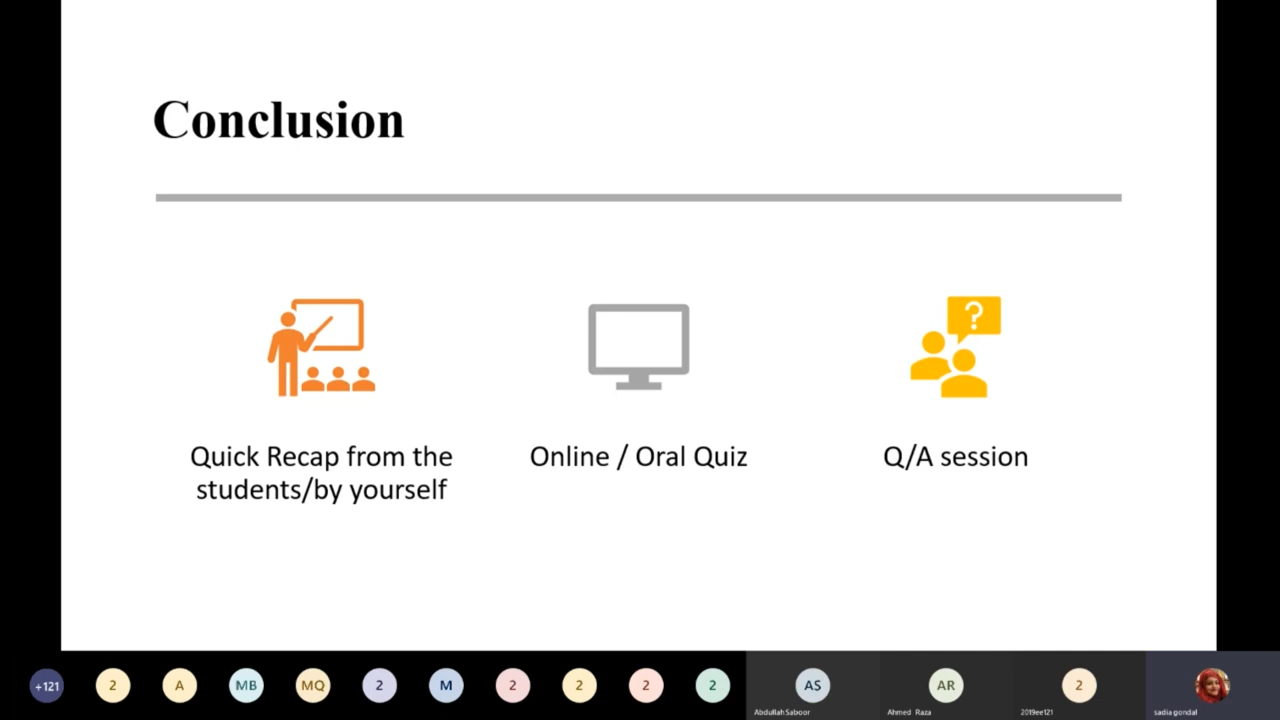 Conclusion
?
Quick Recap from the
students/by yourself
Online / Oral Quiz
Q/A session
+121
2
A
MB
MQ
2
M
2
2
2
2
AS
AR
2
Abdullah Saboor
Ahmed Raza
2019ee121
sadia gondal